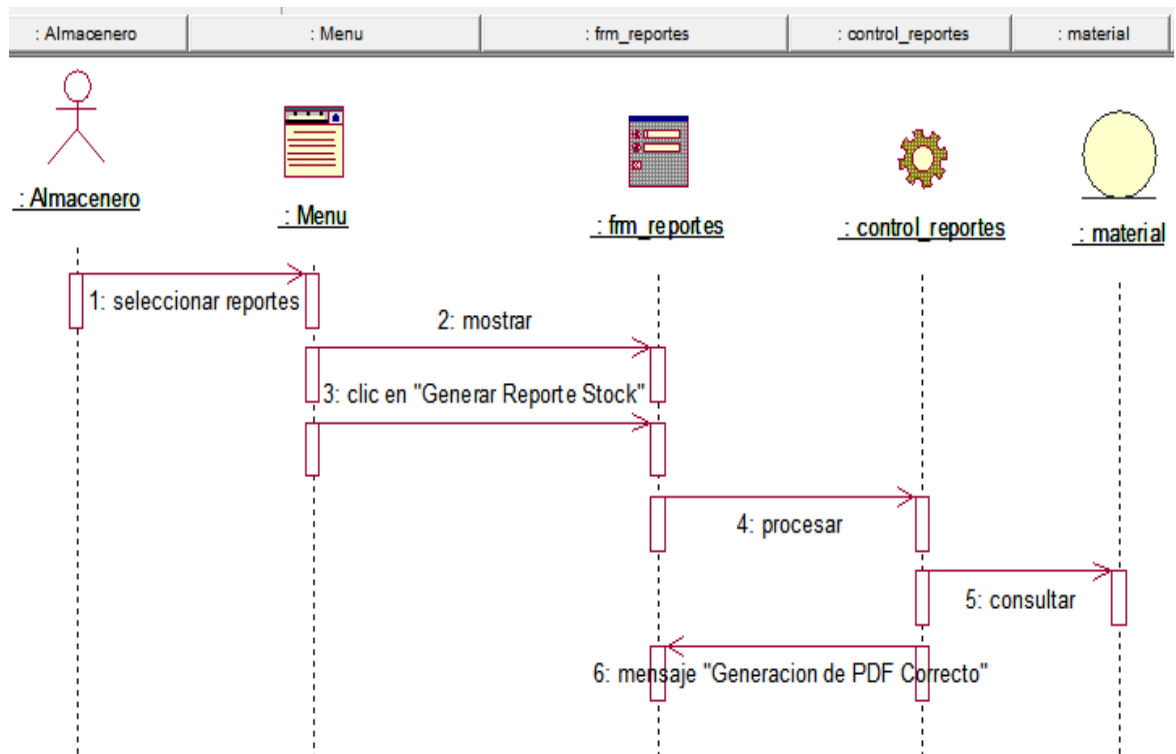 : Almacenero
: Menu
: frm_reportes
: control_reportes
: material
: Almacenero
: Menu
: frm_reportes
: control_reportes
: material
1: seleccionar reportes
2: mostrar
3: clic en "Generar Reporte Stock"
4: procesar
5: consultar
6: mensaje "Generacion de PDF Correcto"